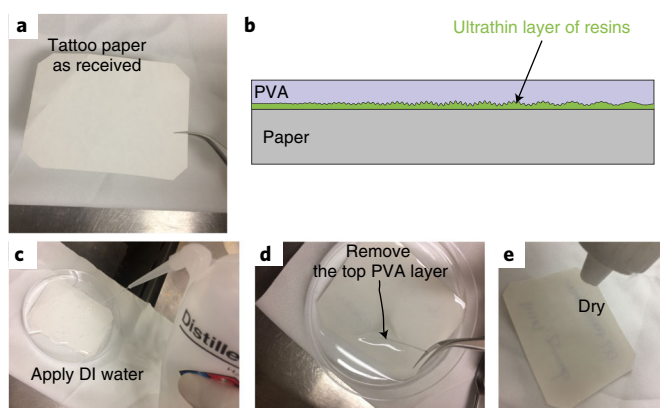 a
Tattoo paper
as received
b
Ultrathin layer of resins
PVA
Paper
c
Distille
Apply DI water
d
Remove
the top PVA layer
e
Dry